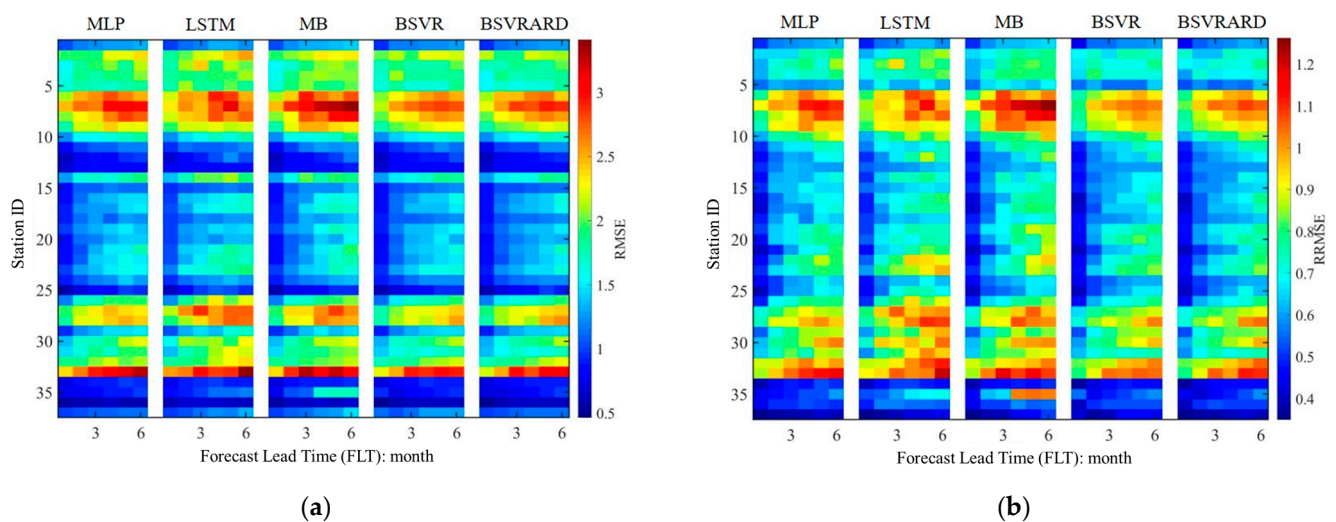 MLP LSTM MB BSVR BSVRARD
5
10
15
20
25
30
35
Station ID
3 6 3 6 3 6 3 6 3 6
Forecast Lead Time (FLT): month
3
2.5
2
1.5
1
0.5
RMSE
(a)
MLP LSTM MB BSVR BSVRARD
5
10
15
20
25
30
35
Station ID
3 6 3 6 3 6 3 6 3 6
Forecast Lead Time (FLT): month
1.2
1.1
1
0.9
0.8
0.7
0.6
0.5
0.4
RRMSE
(b)